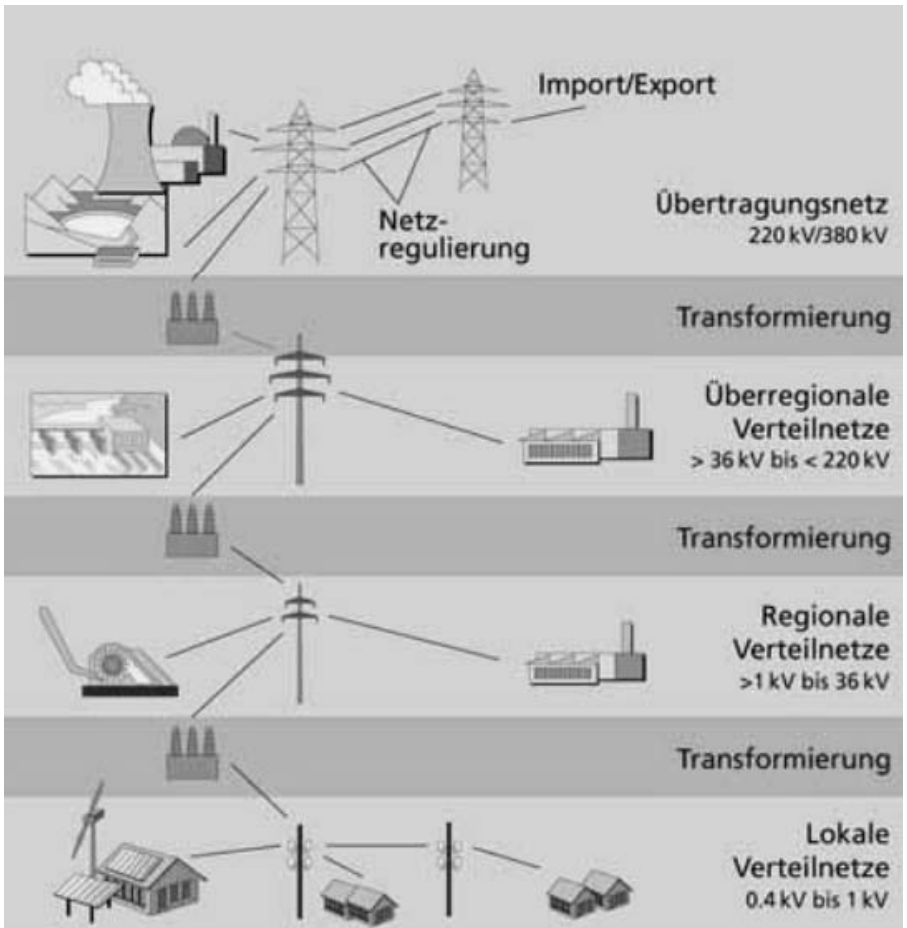 Import/Export
Netz-
regulierung
Übertragungsnetz
220 kV/380 kV
Transformierung
Überregionale
Verteilnetze
> 36 kV bis < 220 kV
Transformierung
Regionale
Verteilnetze
>1 kV bis 36 kV
Transformierung
Lokale
Verteilnetze
0.4 kV bis 1 kV